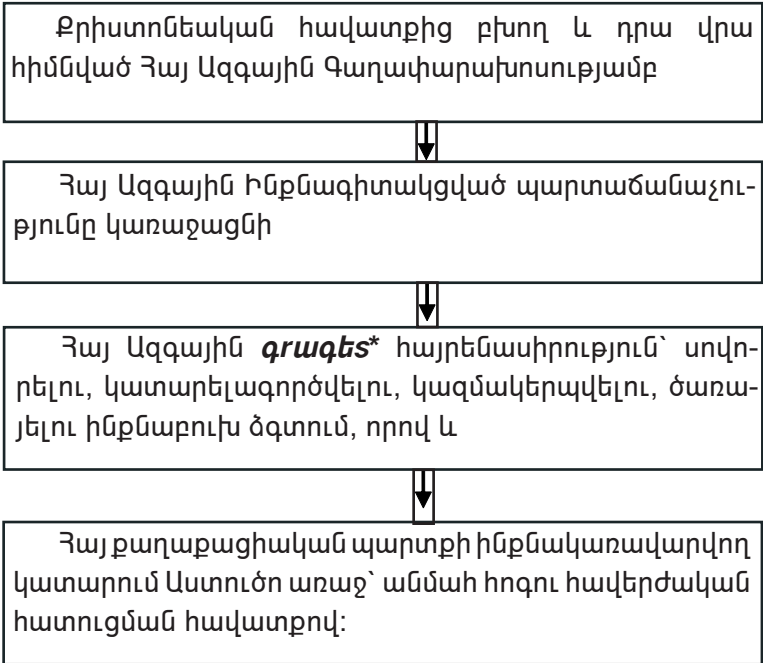 Քրիստոնեական հավատքից բխող և դրա վրա
հիմնված Հայ Ազգային Գաղափարախոսությամբ
Հայ Ազգային Ինքնագիտակցված պարտաճանաչու-
թյունը կառաջացնի
Հայ Ազգային գրագետ* հայրենասիրություն՝ սովո-
րելու, կատարելագործվելու, կազմակերպվելու, ծառա-
յելու ինքնաբուխ ձգտում, որով և
Հայ քաղաքացիական պարտքի ինքնակառավարվող
կատարում Աստուծո առաջ՝ անմահ հոգու հավերժական
հատուցման հավատքով: